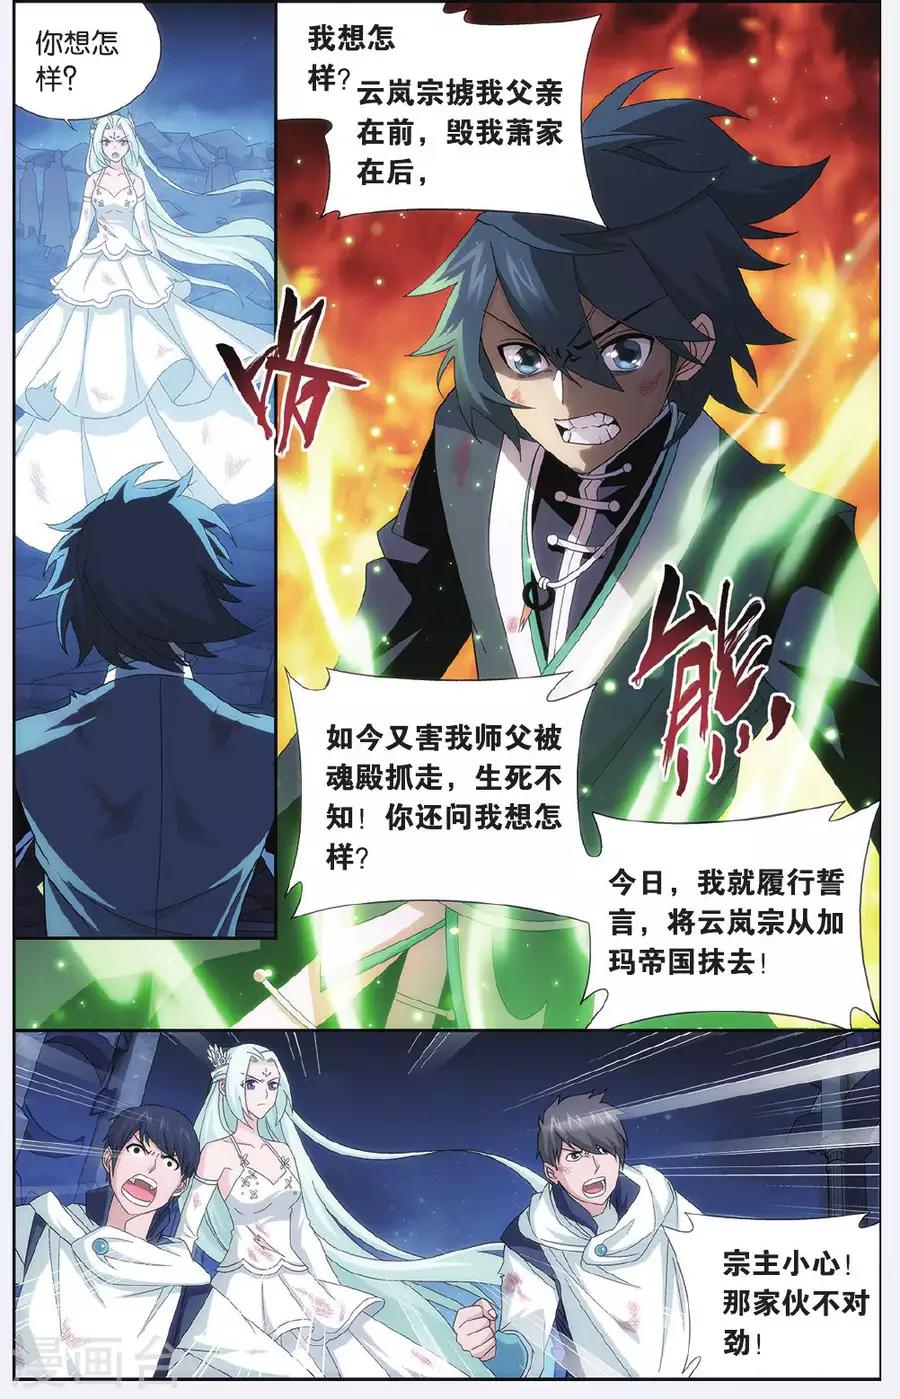 你想怎
样？
我想怎
样？
云岚宗掳我父亲
在前，毁我萧家
在后，
咯
如今又害我师父被
魂殿抓走，生死不
知！你还问我想怎
样？
熊
今日，我就履行誓
言，将云岚宗从加
玛帝国抹去！
宗主小心！
那家伙不对
劲！
漫画台